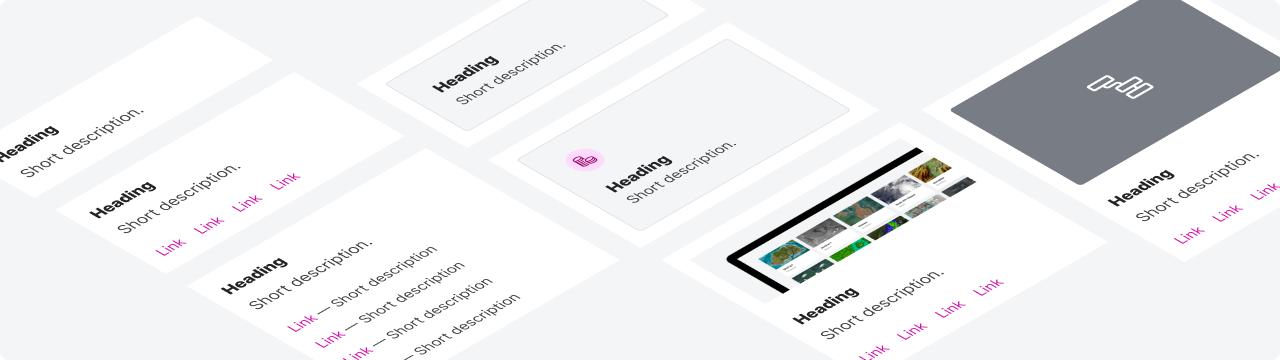 Heading
Short description.
Heading
Short description.
Link Link Link Link
Heading
Short description.
Link — Short description
Link — Short description
Link — Short description
— Short description
Heading
Short description.
Heading
Short description.
Heading
Short description.
Link Link Link Link
Heading
Short description.
Link Link Link